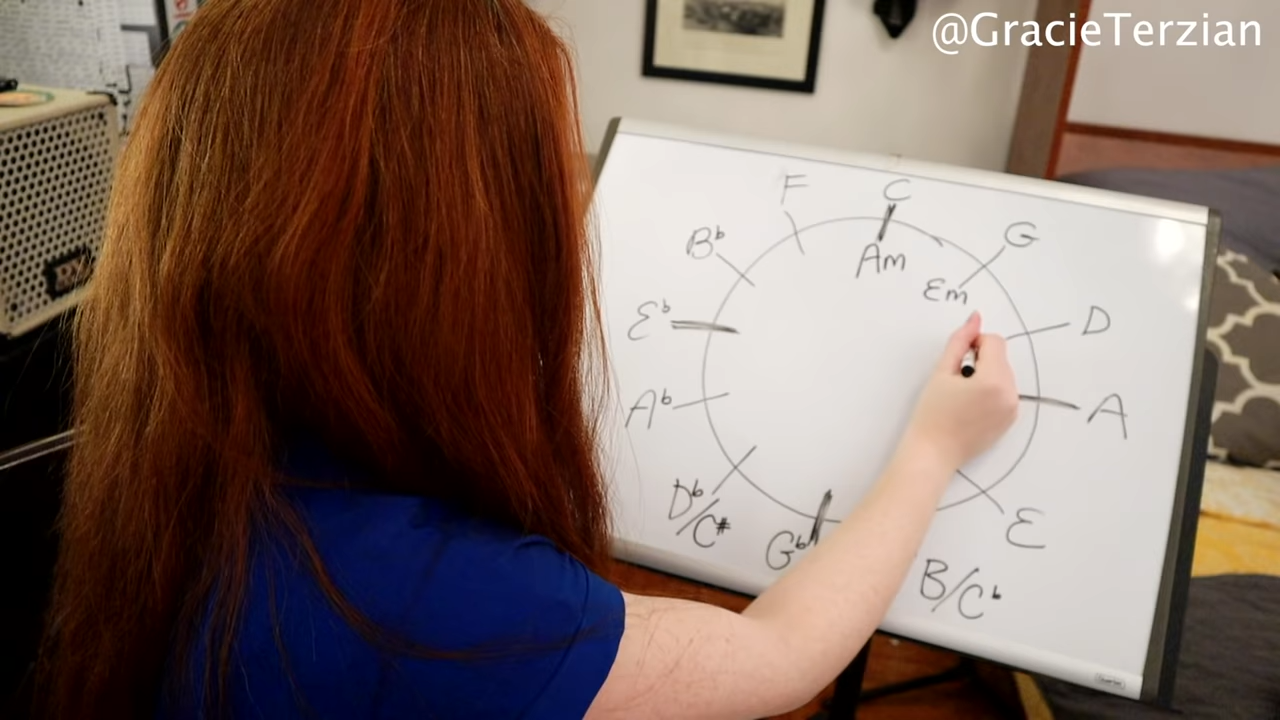 @GracieTerzian
F
C
G
B♭
Am
Em
E♭
D
A♭
A
D♭/C#
E
G♭
B/C♭